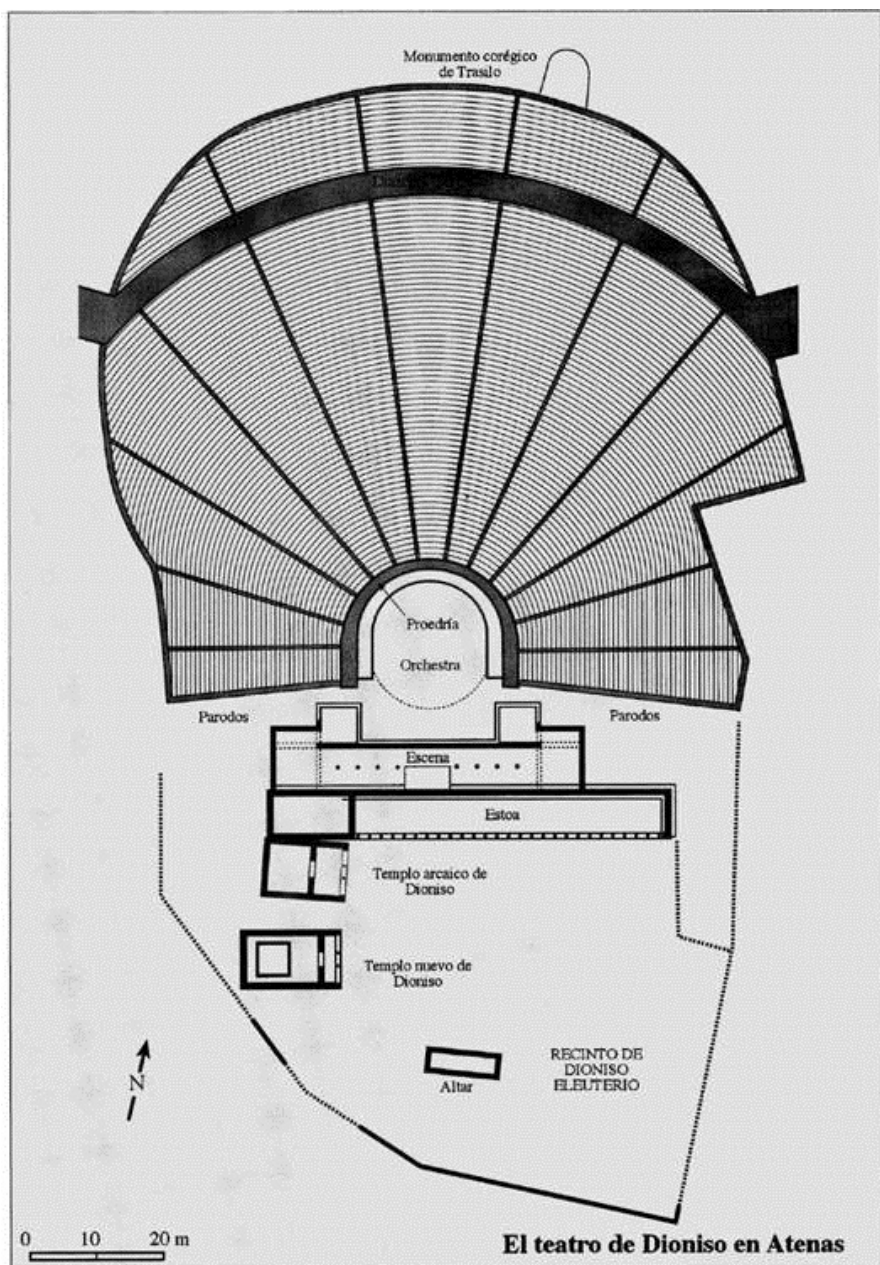 Monumento corégico
de Trasilo
Proedría
Orchestra
Parodos
Parodos
Escena
Estoa
Templo arcaico de
Dioniso
Templo nuevo de
Dioniso
N
RECINTO DE
DIONISO
ELEUTERIO
Altar
0 10 20 m
El teatro de Dioniso en Atenas